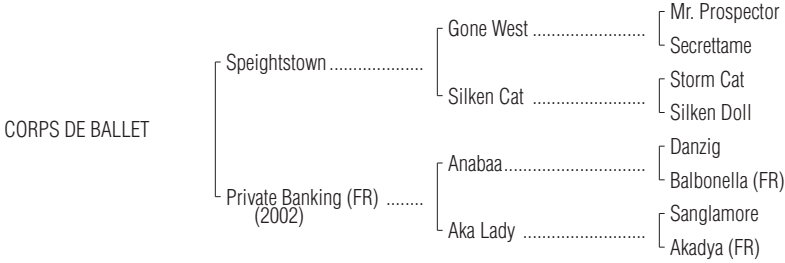 Mr. Prospector
Gone West ........................
Secrettame
Speightstown ....................
Storm Cat
Silken Cat ........................
Silken Doll
CORPS DE BALLET
Danzig
Anabaa..............................
Balbonella (FR)
Private Banking (FR) ........
(2002)
Sanglamore
Aka Lady ..........................
Akadya (FR)